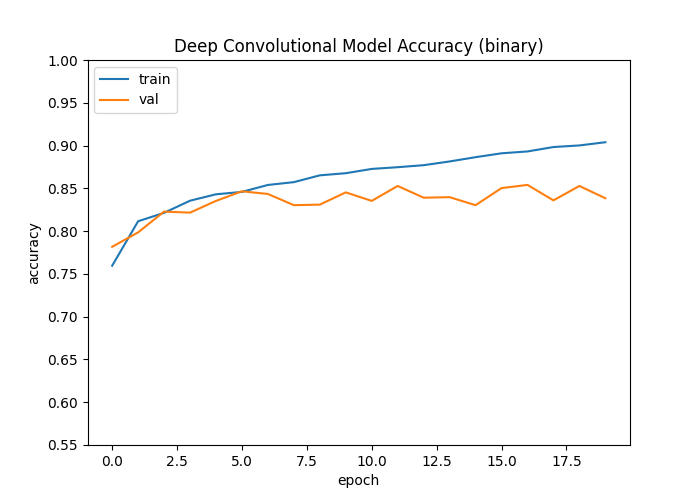 Deep Convolutional Model Accuracy (binary)
train
val
accuracy
1.00
0.95
0.90
0.85
0.80
0.75
0.70
0.65
0.60
0.55
0.0 2.5 5.0 7.5 10.0 12.5 15.0 17.5
epoch